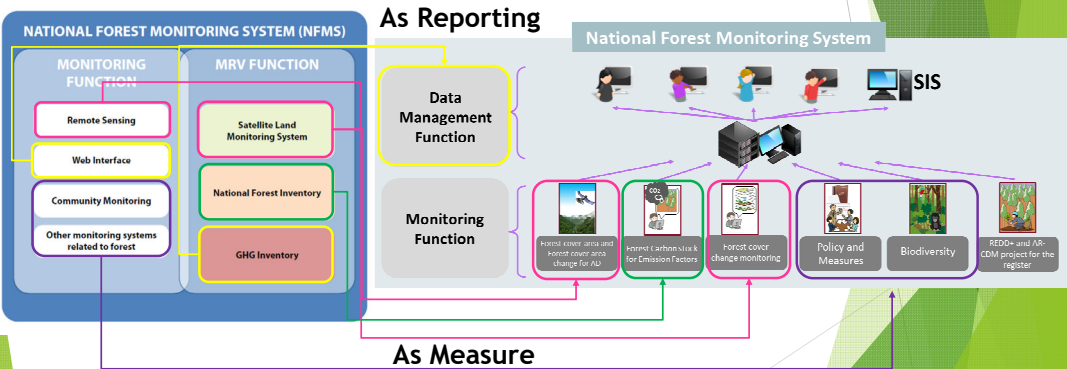 As Reporting
NATIONAL FOREST MONITORING SYSTEM (NFMS)
MONITORING
FUNCTION
MRV FUNCTION
Remote Sensing
Web Interface
Community Monitoring
Other monitoring systems
related to forest
Satellite Land
Monitoring System
National Forest Inventory
GHG Inventory
National Forest Monitoring System
Data
Management
Function
SIS
Monitoring
Function
CO2
Forest cover area and
Forest cover area
change for AD
Forest Carbon stock
for Emission Factors
Forest cover
change monitoring
Policy and
Measures
Biodiversity
REDD+ and AR-
CDM project for the
register
As Measure